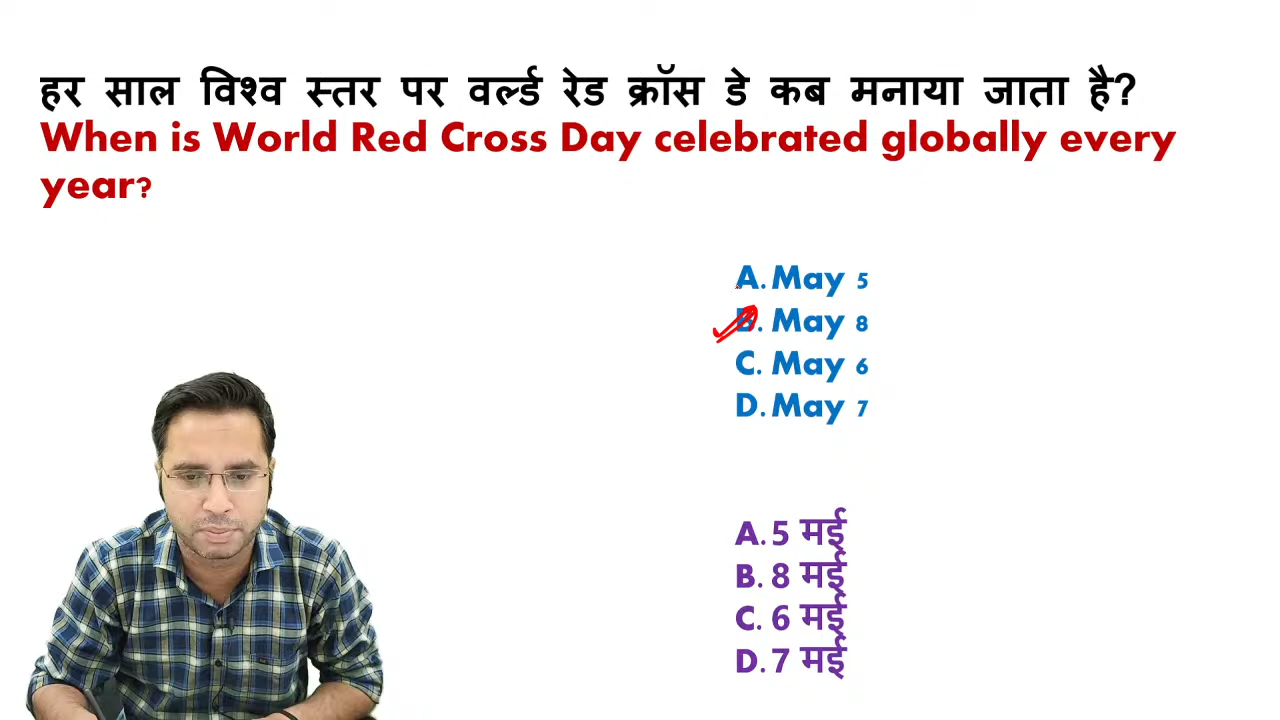 हर साल विश्व स्तर पर वर्ल्ड रेड क्रॉस डे कब मनाया जाता है?
When is World Red Cross Day celebrated globally every
year?
A. May 5
B. May 8
C. May 6
D. May 7
A. 5 मई
B. 8 मई
C. 6 मई
D. 7 मई